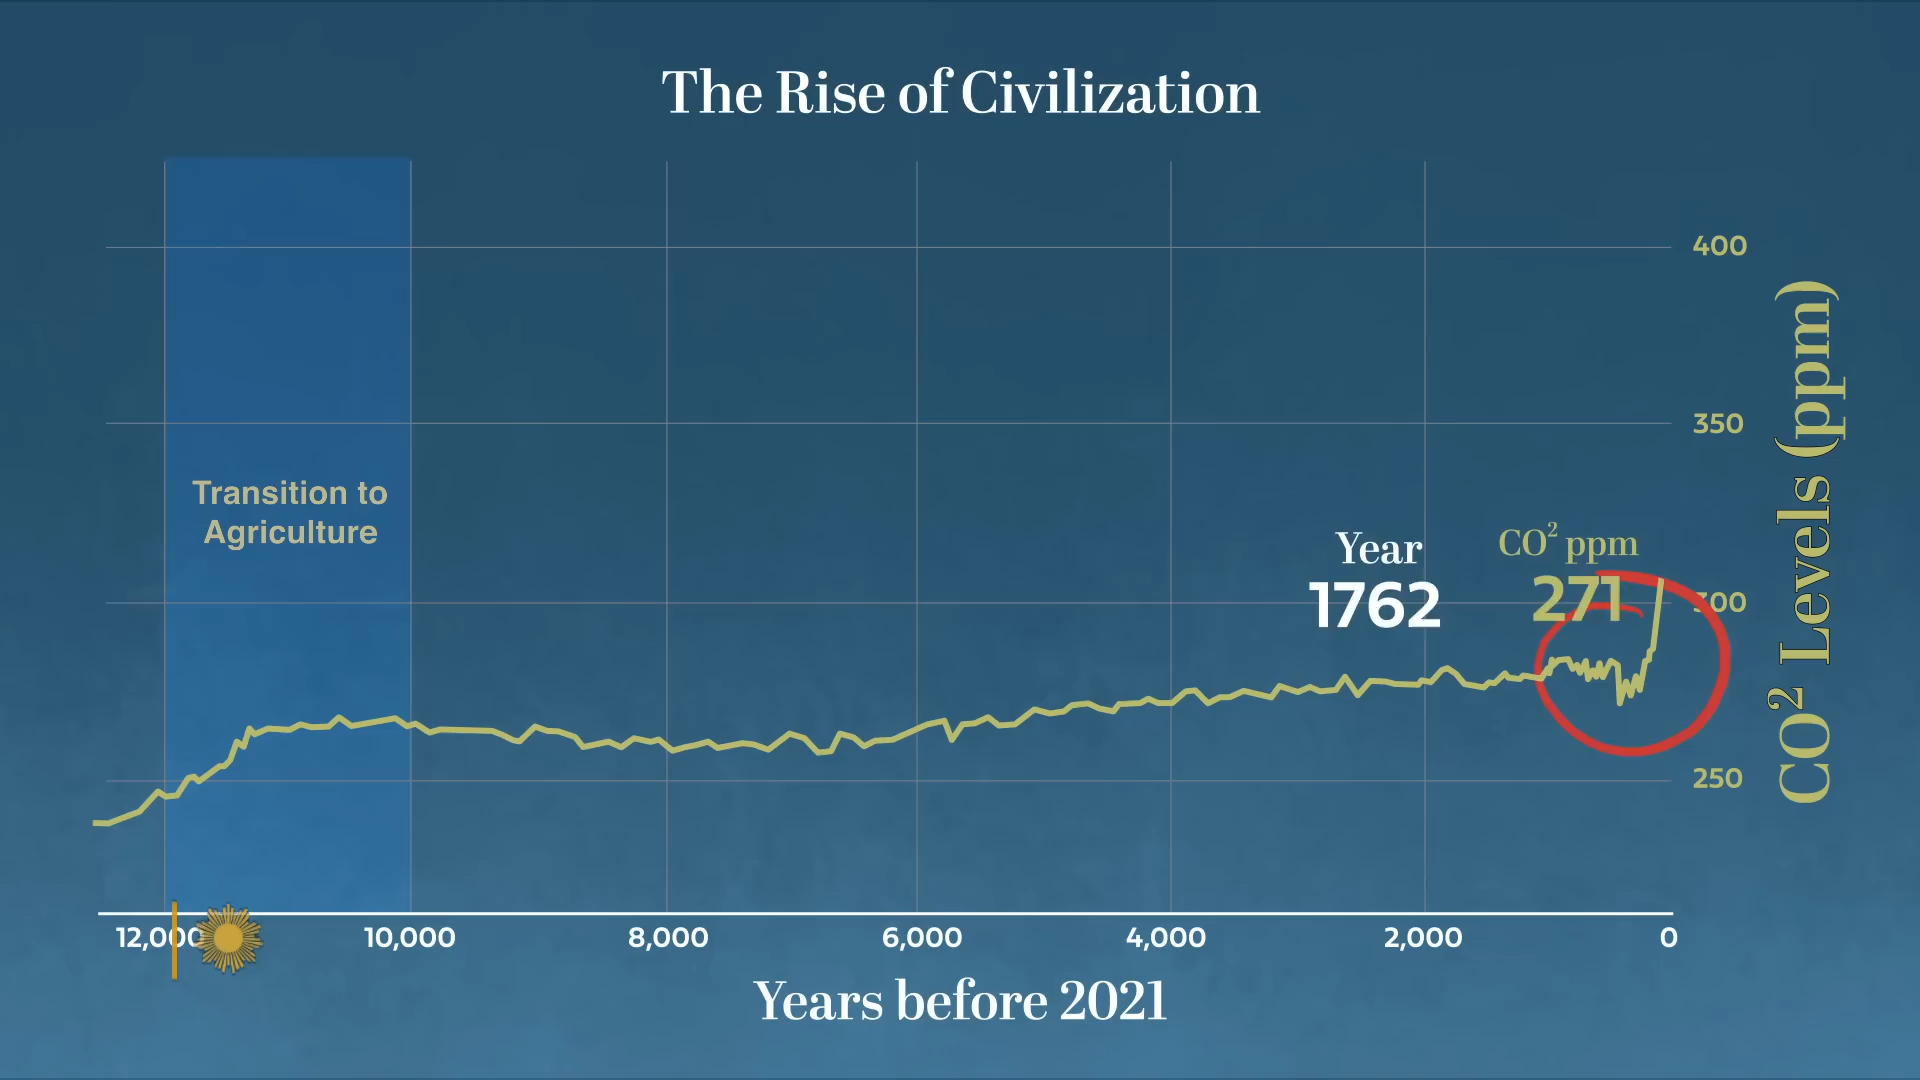 The Rise of Civilization
400
350
Transition to
Agriculture
Year
1762
CO² ppm
271
300
250
CO² Levels (ppm)
12,000
10,000
8,000
6,000
4,000
2,000
0
Years before 2021